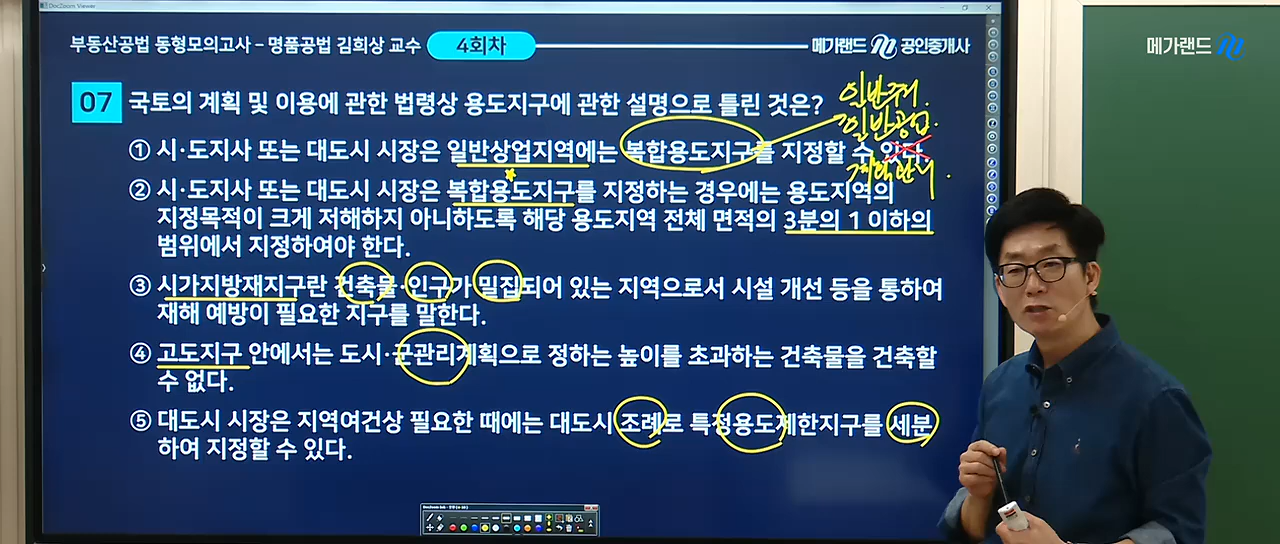 DocZoom Viewer
부동산공법 동형모의고사 - 명품공법 김희상 교수 4회차 메가랜드 공인중개사
메가랜드
07 국토의 계획 및 이용에 관한 법령상 용도지구에 관한 설명으로 틀린 것은?
일반주거.
일반공업.
계획관리.
① 시·도지사 또는 대도시 시장은 일반상업지역에는 복합용도지구를 지정할 수 있다.
② 시·도지사 또는 대도시 시장은 복합용도지구를 지정하는 경우에는 용도지역의
지정목적이 크게 저해하지 아니하도록 해당 용도지역 전체 면적의 3분의 1 이하의
범위에서 지정하여야 한다.
③ 시가지방재지구란 건축물·인구가 밀집되어 있는 지역으로서 시설 개선 등을 통하여
재해 예방이 필요한 지구를 말한다.
④ 고도지구 안에서는 도시·군관리계획으로 정하는 높이를 초과하는 건축물을 건축할
수 없다.
⑤ 대도시 시장은 지역여건상 필요한 때에는 대도시 조례로 특정용도제한지구를 세분
하여 지정할 수 있다.